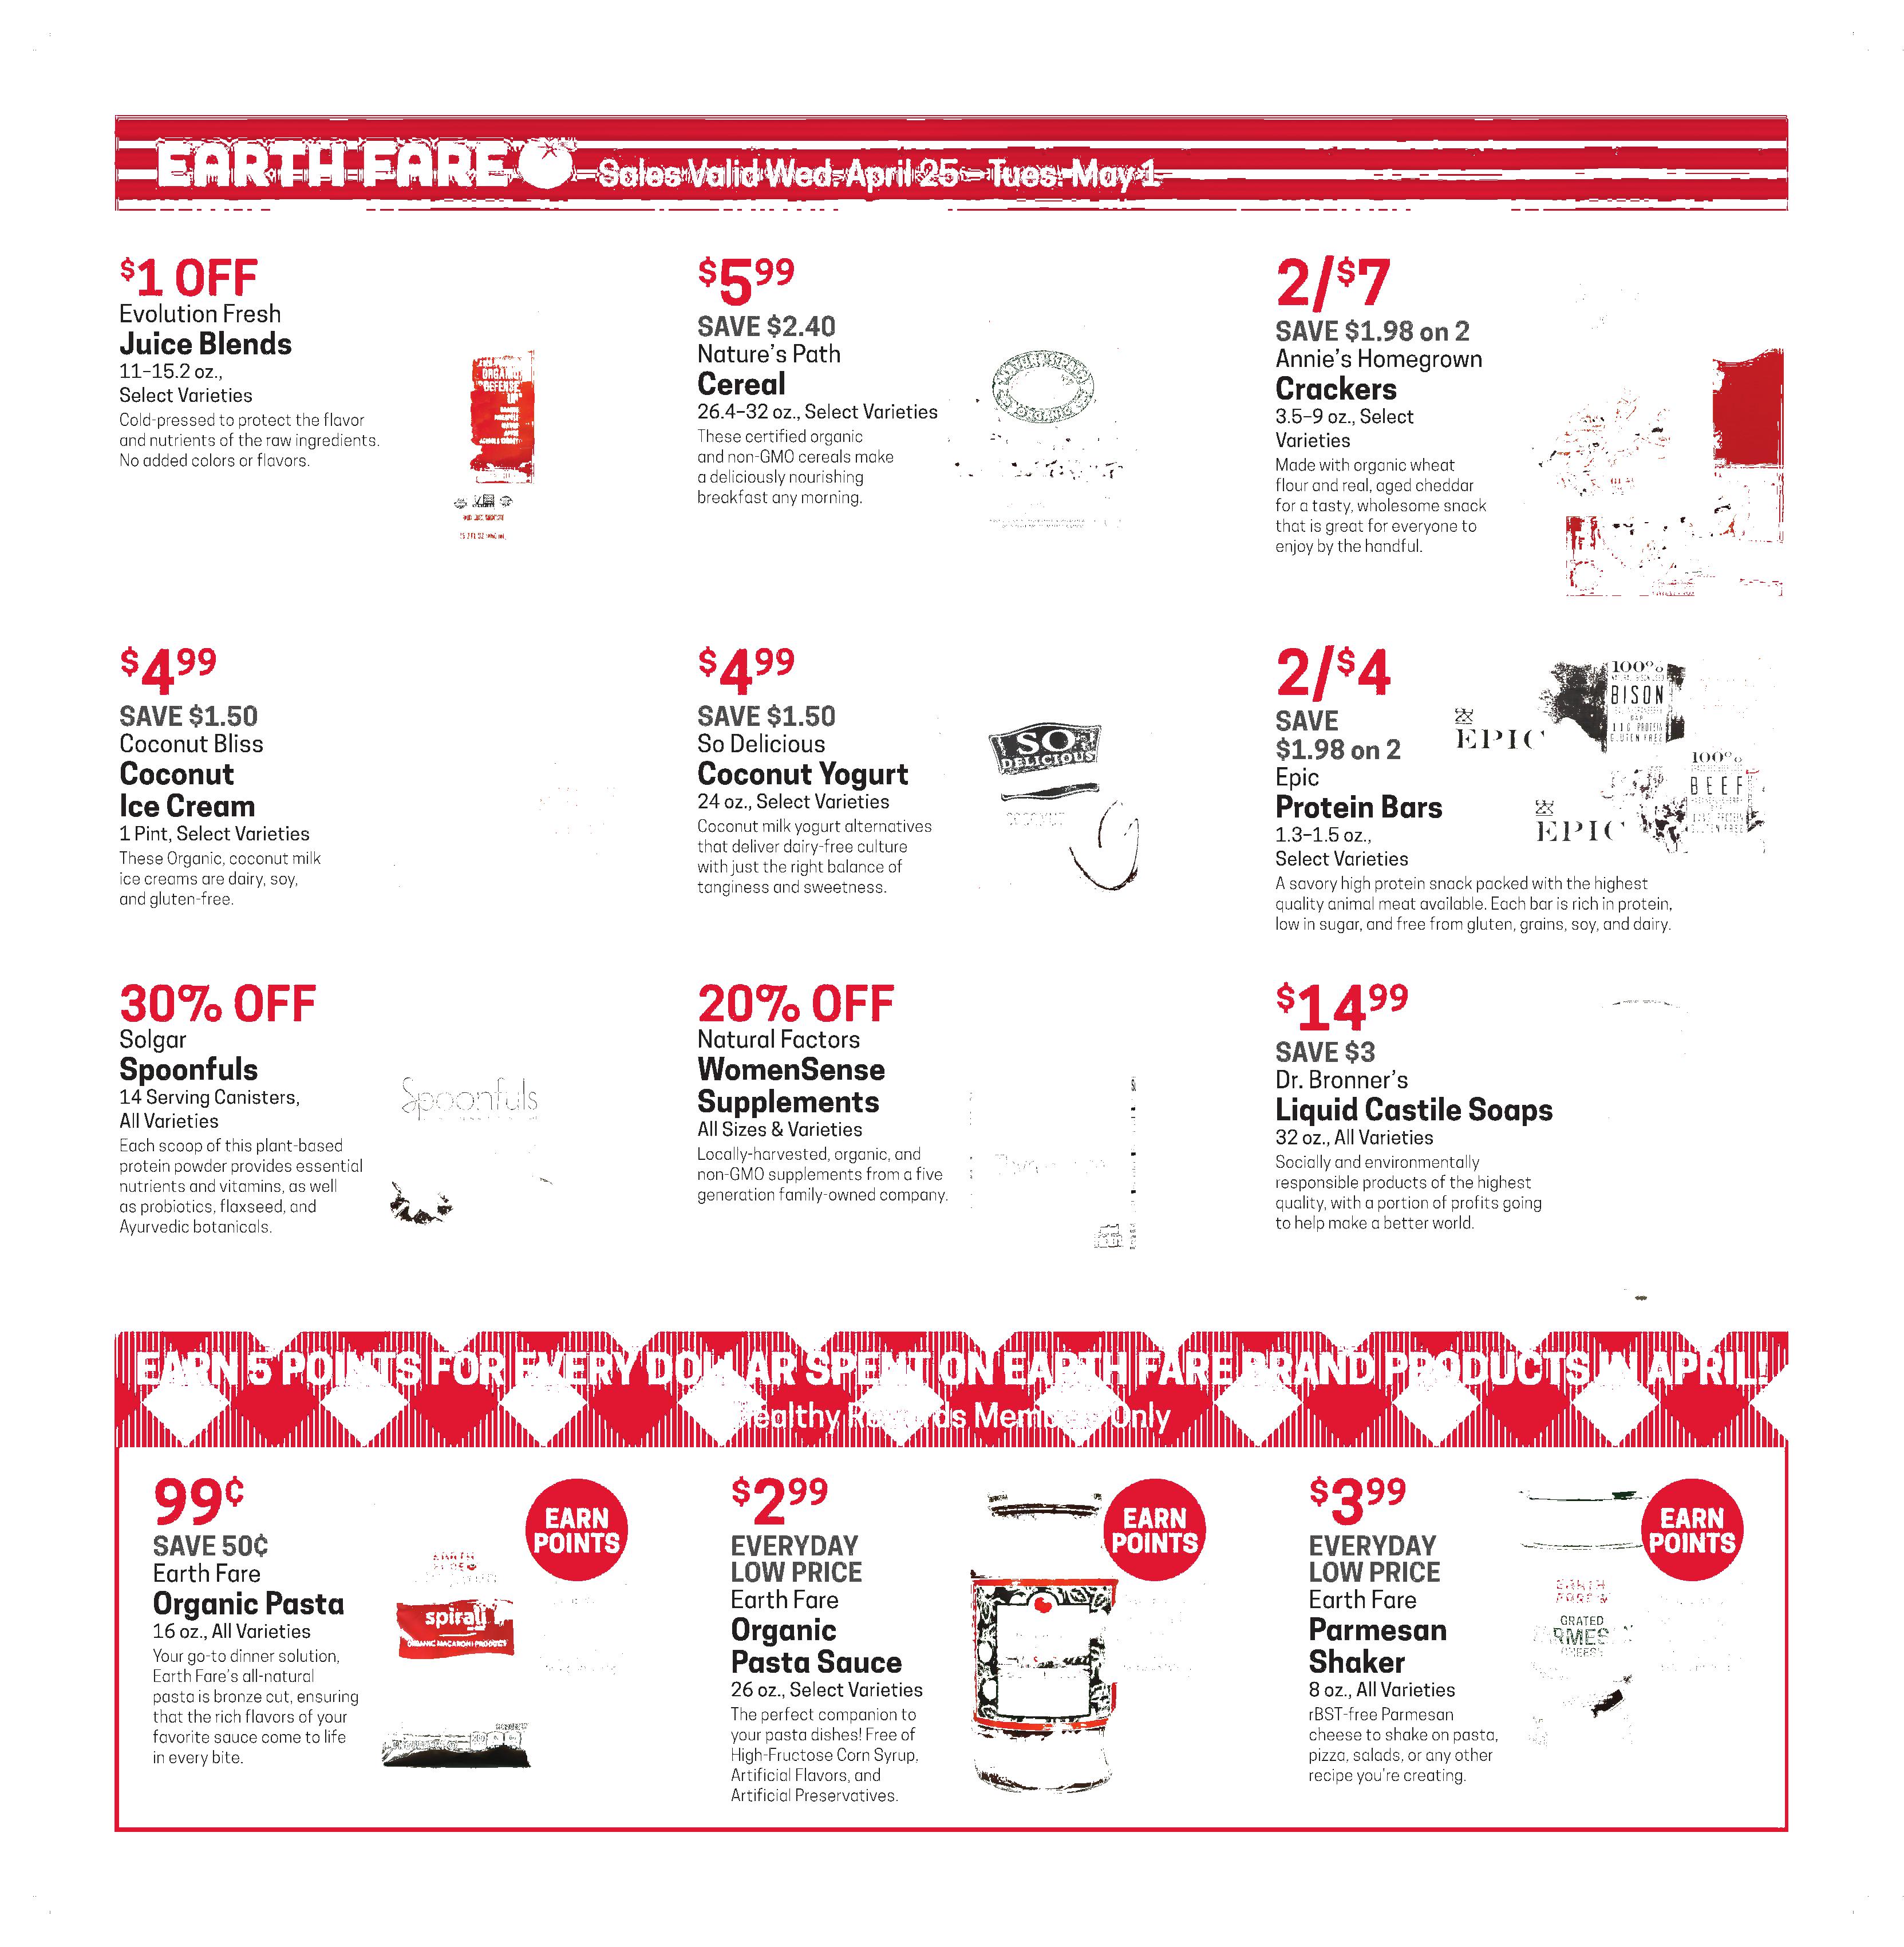 EARTH FARE Sales Valid Wed. April 25 – Tues. May 1
$1 OFF
Evolution Fresh
Juice Blends
11–15.2 oz.,
Select Varieties
Cold-pressed to protect the flavor
and nutrients of the raw ingredients.
No added colors or flavors.
ORGANIC
DEFENSE
UP
$5.99
SAVE $2.40
Nature's Path
Cereal
26.4–32 oz., Select Varieties
These certified organic
and non-GMO cereals make
a deliciously nourishing
breakfast any morning.
2/$7
SAVE $1.98 on 2
Annie's Homegrown
Crackers
3.5–9 oz., Select
Varieties
Made with organic wheat
flour and real, aged cheddar
for a tasty, wholesome snack
that is great for everyone to
enjoy by the handful.
$4.99
SAVE $1.50
Coconut Bliss
Coconut
Ice Cream
1 Pint, Select Varieties
These Organic, coconut milk
ice creams are dairy, soy,
and gluten-free.
$4.99
SAVE $1.50
So Delicious
Coconut Yogurt
24 oz., Select Varieties
Coconut milk yogurt alternatives
that deliver dairy-free culture
with just the right balance of
tanginess and sweetness.
SO
DELICIOUS
2/$4
SAVE
$1.98 on 2
Epic
Protein Bars
1.3–1.5 oz.,
Select Varieties
A savory high protein snack packed with the highest
quality animal meat available. Each bar is rich in protein,
low in sugar, and free from gluten, grains, soy, and dairy.
EPIC
100%
BISON
BAR
11G PROTEIN
GLUTEN FREE
EPIC
100%
BEEF
30% OFF
Solgar
Spoonfuls
14 Serving Canisters,
All Varieties
Each scoop of this plant-based
protein powder provides essential
nutrients and vitamins, as well
as probiotics, flaxseed, and
Ayurvedic botanicals.
Spoonfuls
20% OFF
Natural Factors
WomenSense
Supplements
All Sizes & Varieties
Locally-harvested, organic, and
non-GMO supplements from a five
generation family-owned company.
$14.99
SAVE $3
Dr. Bronner's
Liquid Castile Soaps
32 oz., All Varieties
Socially and environmentally
responsible products of the highest
quality, with a portion of profits going
to help make a better world.
EARN 5 POINTS FOR EVERY DOLLAR SPENT ON EARTH FARE BRAND PRODUCTS IN APRIL!
Healthy Rewards Members Only
99¢
SAVE 50¢
Earth Fare
Organic Pasta
16 oz., All Varieties
Your go-to dinner solution,
Earth Fare's all-natural
pasta is bronze cut, ensuring
that the rich flavors of your
favorite sauce come to life
in every bite.
spirali
ORGANIC MACARONI PRODUCT
EARN
POINTS
$2.99
EVERYDAY
LOW PRICE
Earth Fare
Organic
Pasta Sauce
26 oz., Select Varieties
The perfect companion to
your pasta dishes! Free of
High-Fructose Corn Syrup,
Artificial Flavors, and
Artificial Preservatives.
EARN
POINTS
$3.99
EVERYDAY
LOW PRICE
Earth Fare
Parmesan
Shaker
8 oz., All Varieties
rBST-free Parmesan
cheese to shake on pasta,
pizza, salads, or any other
recipe you're creating.
EARTH
FARE
GRATED
EARN
POINTS